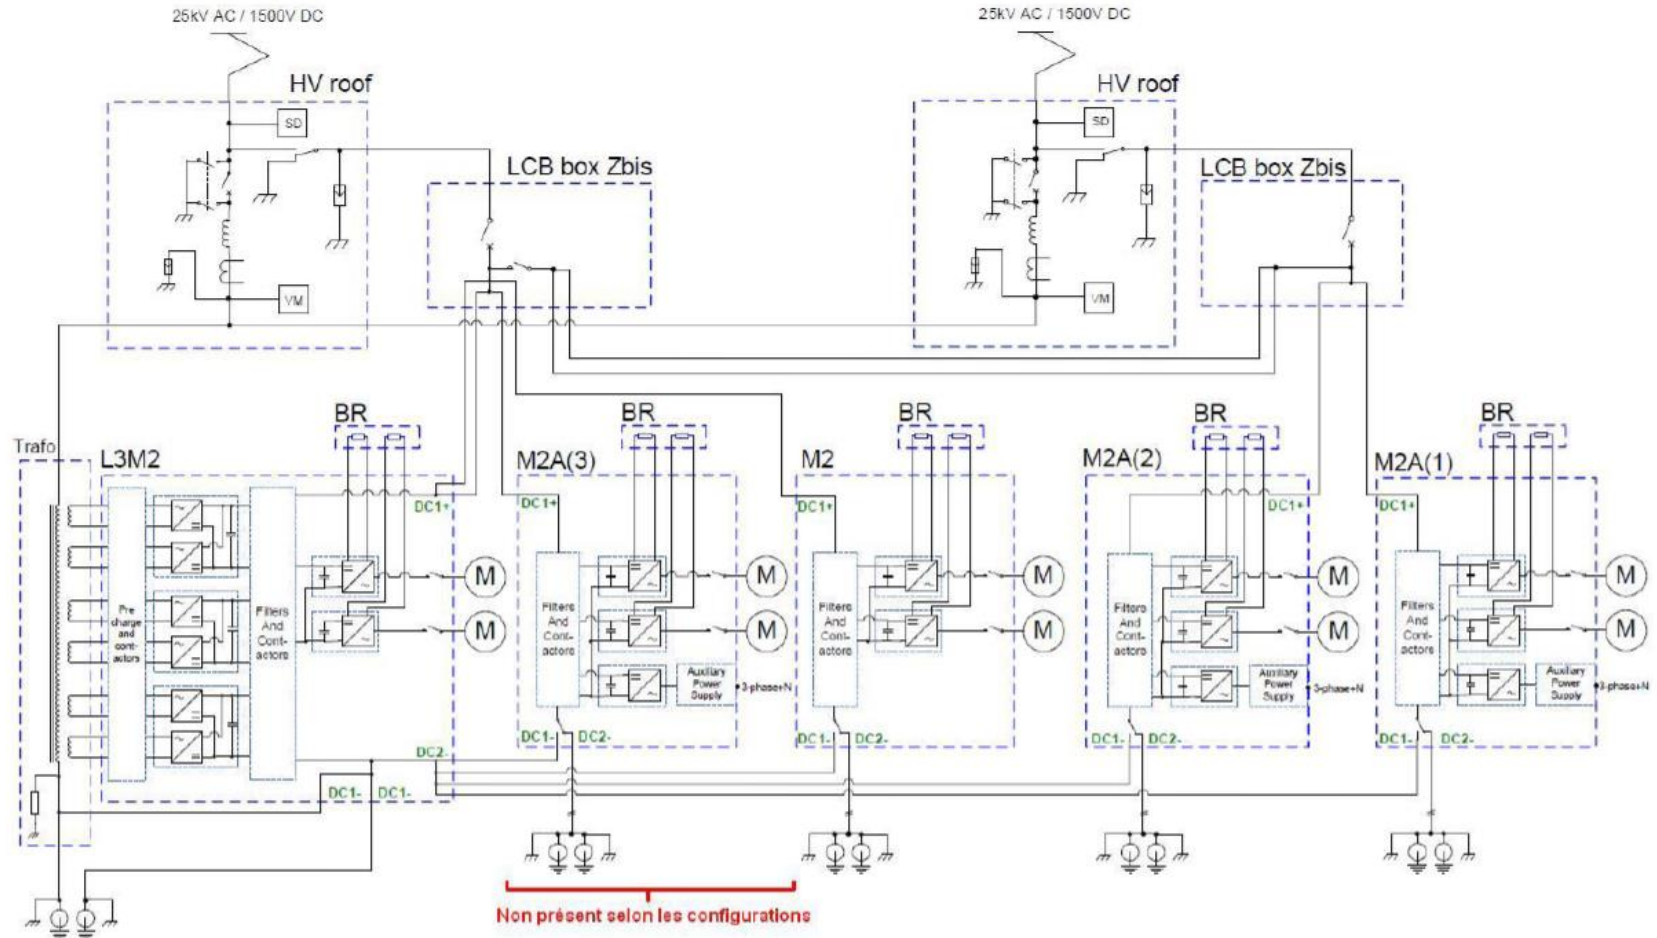 25kV AC / 1500V DC
25kV AC / 1500V DC
HV roof
HV roof
SD
SD
LCB box Zbis
LCB box Zbis
VM
VM
BR
BR
BR
BR
BR
Trafo
L3M2
M2A(3)
M2
M2A(2)
M2A(1)
DC1+
DC1+
DC1+
DC1+
DC1+
Pre
charge
and
cont-
actors
Filters
And
Cont-
actors
M
M
Filters
And
Cont-
actors
M
M
Auxiliary
Power
Supply
3-phase+N
Filters
And
Cont-
actors
M
M
Filters
And
Cont-
actors
M
M
Auxiliary
Power
Supply
3-phase+N
Filters
And
Cont-
actors
M
M
Auxiliary
Power
Supply
3-phase+N
DC2-
DC1- DC2-
DC1- DC2-
DC1- DC2-
DC1- DC2-
DC1- DC1-
Non présent selon les configurations